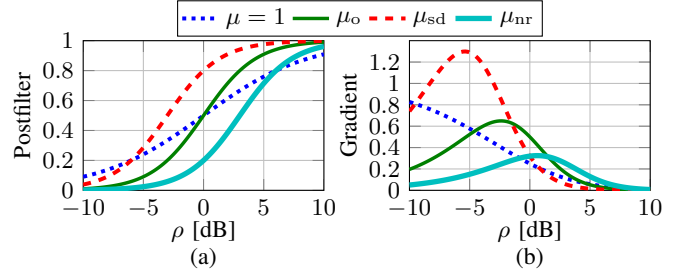 μ = 1 μo μsd μnr
Postfilter
1
0.8
0.6
0.4
0.2
0
−10 −5 0 5 10
ρ [dB]
(a)
Gradient
1.2
1
0.8
0.6
0.4
0.2
0
−10 −5 0 5 10
ρ [dB]
(b)